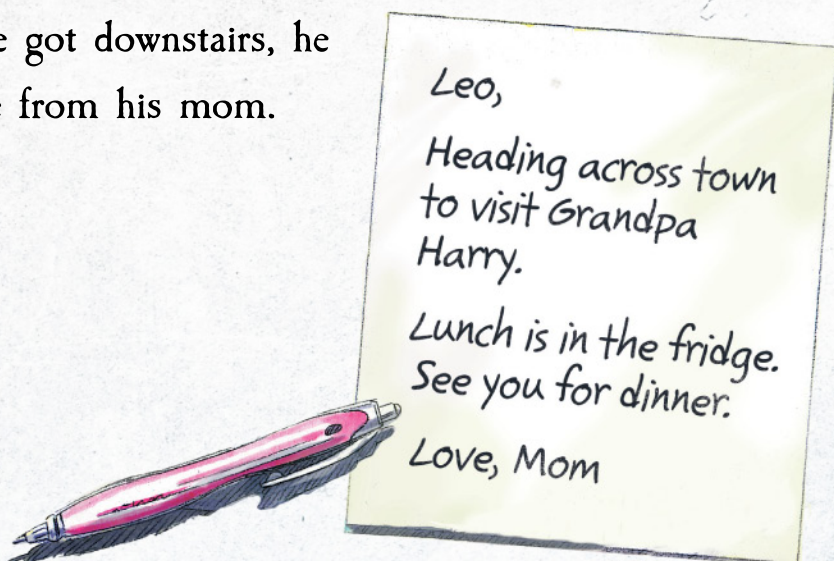 got downstairs, he
from his mom.
Leo,
Heading across town
to visit Grandpa
Harry.
Lunch is in the fridge.
See you for dinner.
Love, Mom